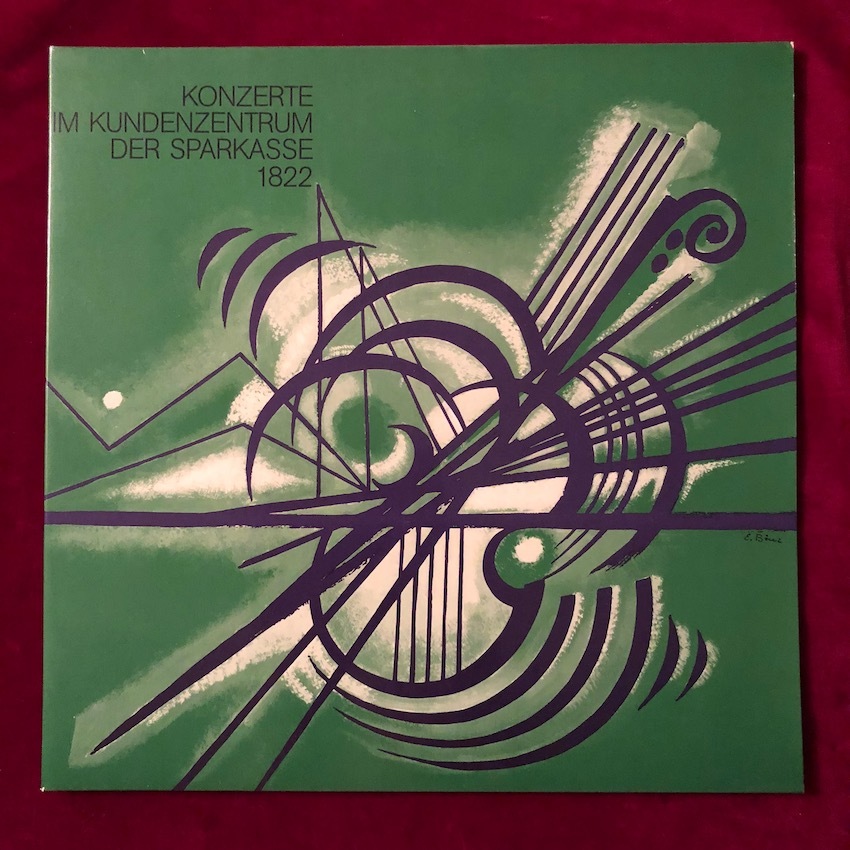 KONZERTE
IM KUNDENZENTRUM
DER SPARKASSE
1822